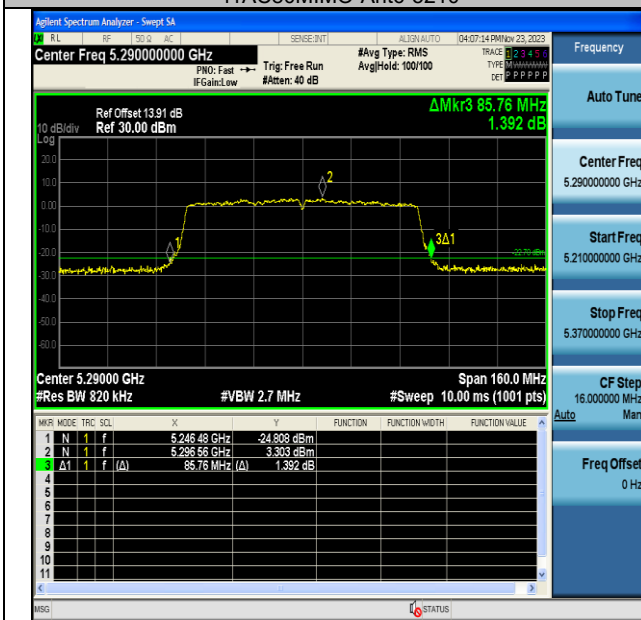 11AC80MIMO-Ant6-5210
Agilent Spectrum Analyzer - Swept SA
RL RF 50 Ω AC SENSE:INT ALIGN AUTO 04:07:14 PM Nov 23, 2023
Center Freq 5.290000000 GHz
PNO: Fast
IFGain:Low
Trig: Free Run
#Atten: 40 dB
#Avg Type: RMS
Avg|Hold: 100/100
TRACE 1 2 3 4 5 6
TYPE M
DET P P P P P P
Frequency
Auto Tune
Center Freq
5.290000000 GHz
Start Freq
5.210000000 GHz
Stop Freq
5.370000000 GHz
CF Step
16.000000 MHz
Auto Man
Freq Offset
0 Hz
ΔMkr3 85.76 MHz
1.392 dB
Ref Offset 13.91 dB
10 dB/div Ref 30.00 dBm
Log
20.0
10.0
0.00
-10.0
-20.0
-30.0
-40.0
-50.0
-60.0
1
2
3Δ1
-22.70 dBm
Center 5.29000 GHz Span 160.0 MHz
#Res BW 820 kHz #VBW 2.7 MHz #Sweep 10.00 ms (1001 pts)
MKR MODE TRC SCL X Y FUNCTION FUNCTION WIDTH FUNCTION VALUE
1 N 1 f 5.246 48 GHz -24.808 dBm
2 N 1 f 5.296 56 GHz 3.303 dBm
3 Δ1 1 f (Δ) 85.76 MHz (Δ) 1.392 dB
4
5
6
7
8
9
10
11
MSG STATUS